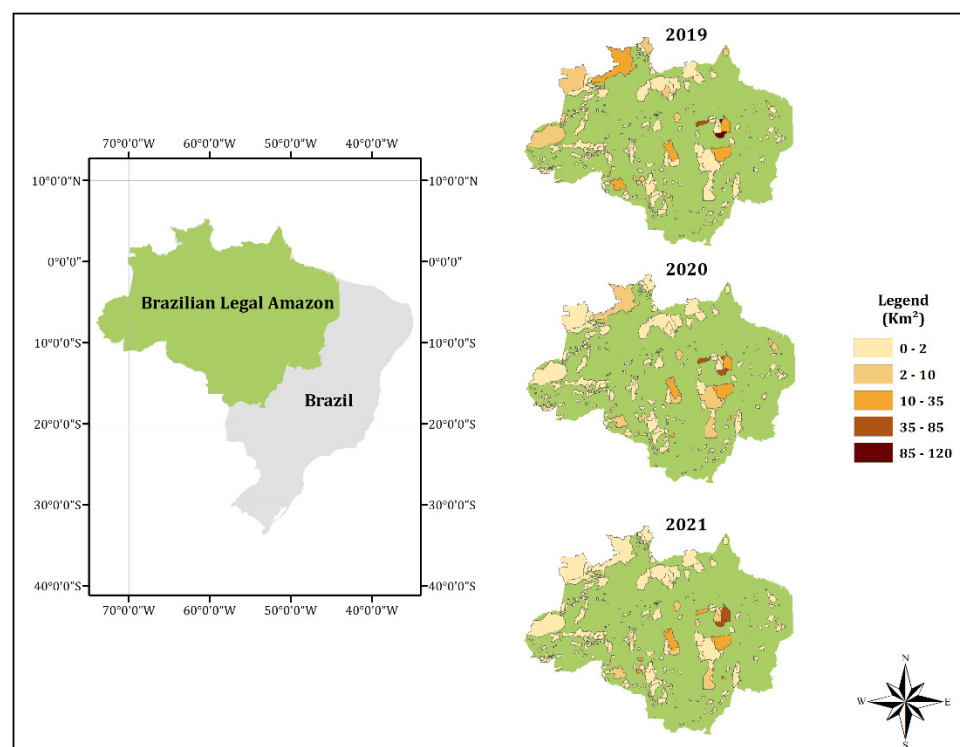 2019
70°0'0"W 60°0'0"W 50°0'0"W 40°0'0"W
10°0'0"N 10°0'0"N
0°0'0" 0°0'0"
Brazilian Legal Amazon
10°0'0"S 10°0'0"S
Brazil
20°0'0"S 20°0'0"S
30°0'0"S 30°0'0"S
40°0'0"S 40°0'0"S
70°0'0"W 60°0'0"W 50°0'0"W 40°0'0"W
2020
Legend
(Km²)
0 - 2
2 - 10
10 - 35
35 - 85
85 - 120
2021
N
W E
S